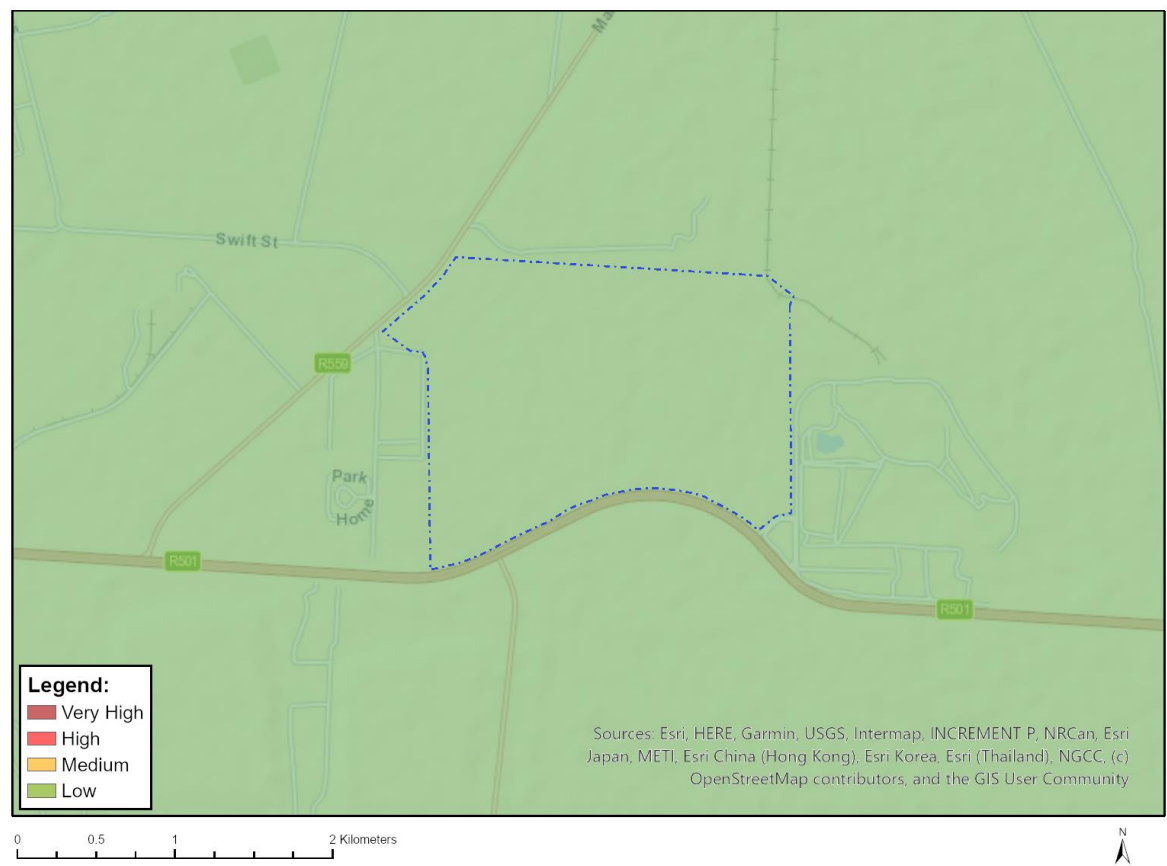 Ma
Swift St
R559
Park
Home
R501
R501
Legend:
Very High
High
Medium
Low
Sources: Esri, HERE, Garmin, USGS, Intermap, INCREMENT P, NRCan, Esri
Japan, METI, Esri China (Hong Kong), Esri Korea, Esri (Thailand), NGCC, (c)
OpenStreetMap contributors, and the GIS User Community
0 0.5 1 2 Kilometers
N